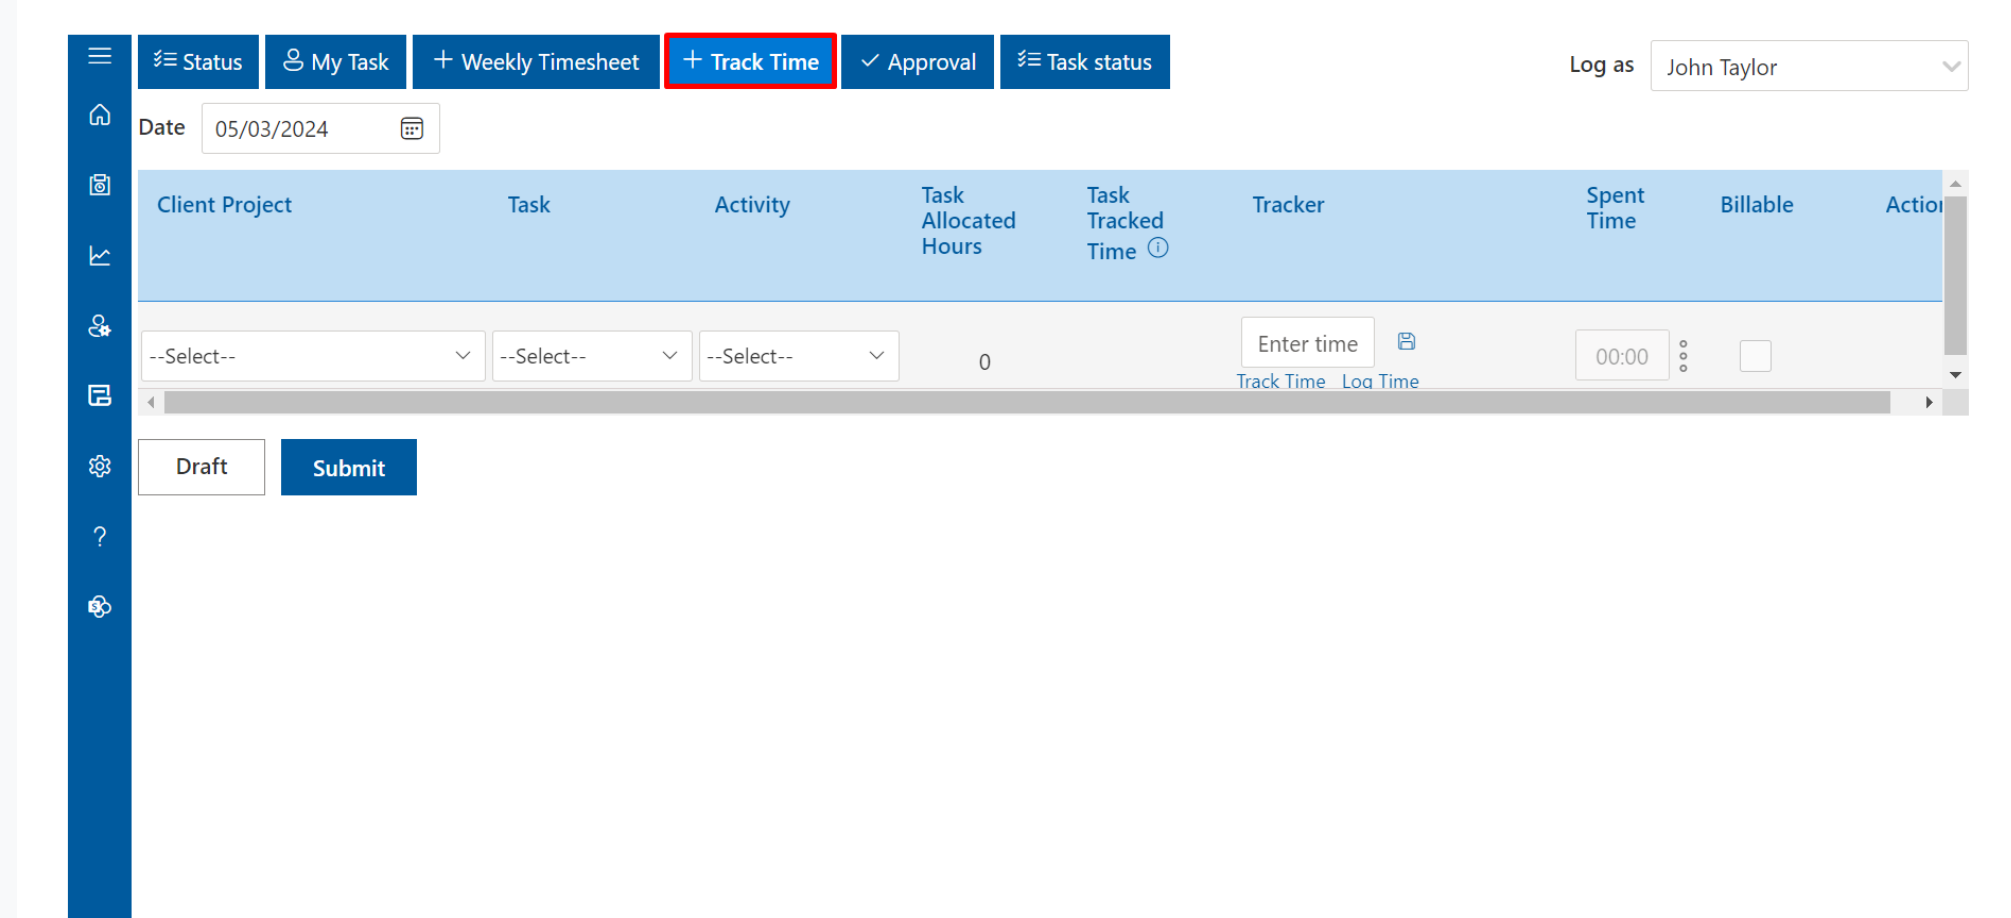 Status
My Task
+ Weekly Timesheet
+ Track Time
Approval
Task status
Log as
John Taylor
Date
05/03/2024
Client Project
Task
Activity
Task
Allocated
Hours
Task
Tracked
Time
Tracker
Spent
Time
Billable
Action
--Select--
--Select--
--Select--
0
Enter time
Track Time
Log Time
00:00
Draft
Submit
?